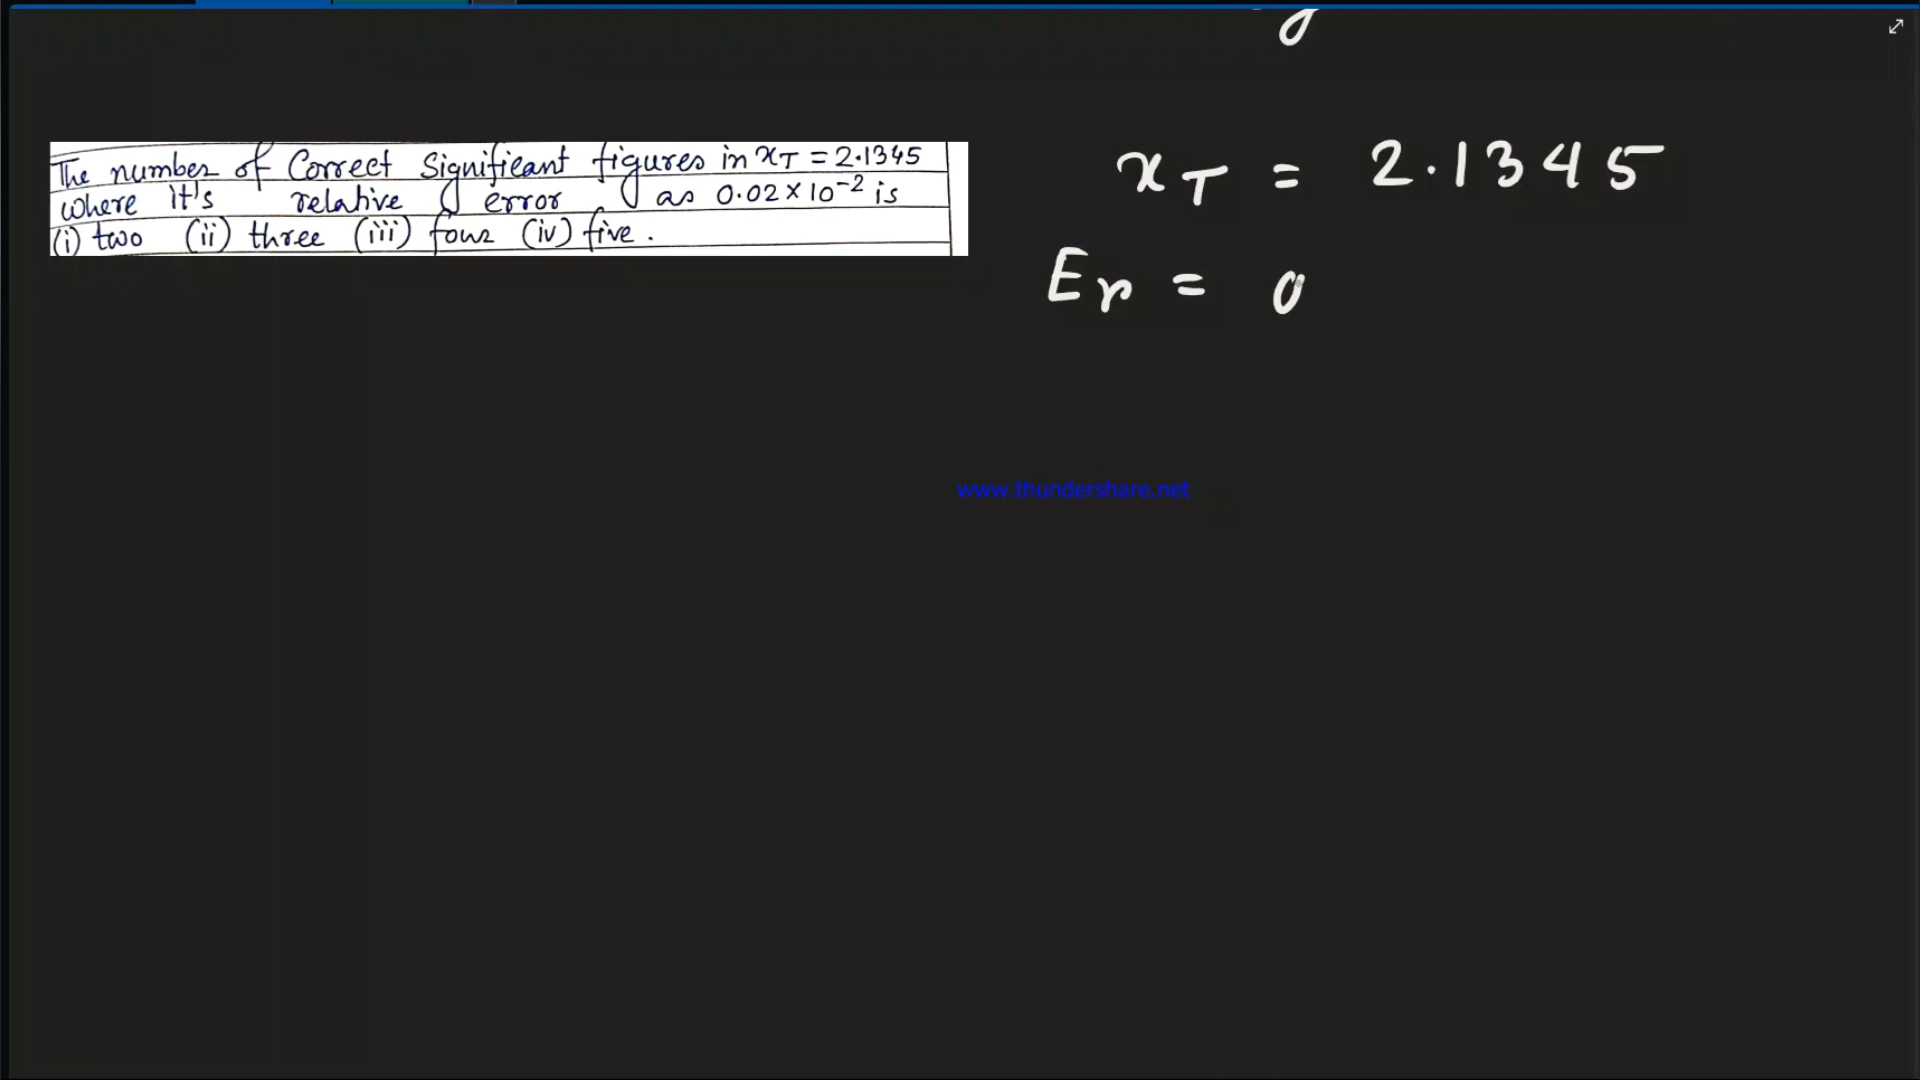 The number of Correct Significant figures in xT = 2.1345
where it's relative error as 0.02 × 10⁻² is
(i) two (ii) three (iii) four (iv) five.
xT = 2.1345
Er = 0
www.thundershare.net